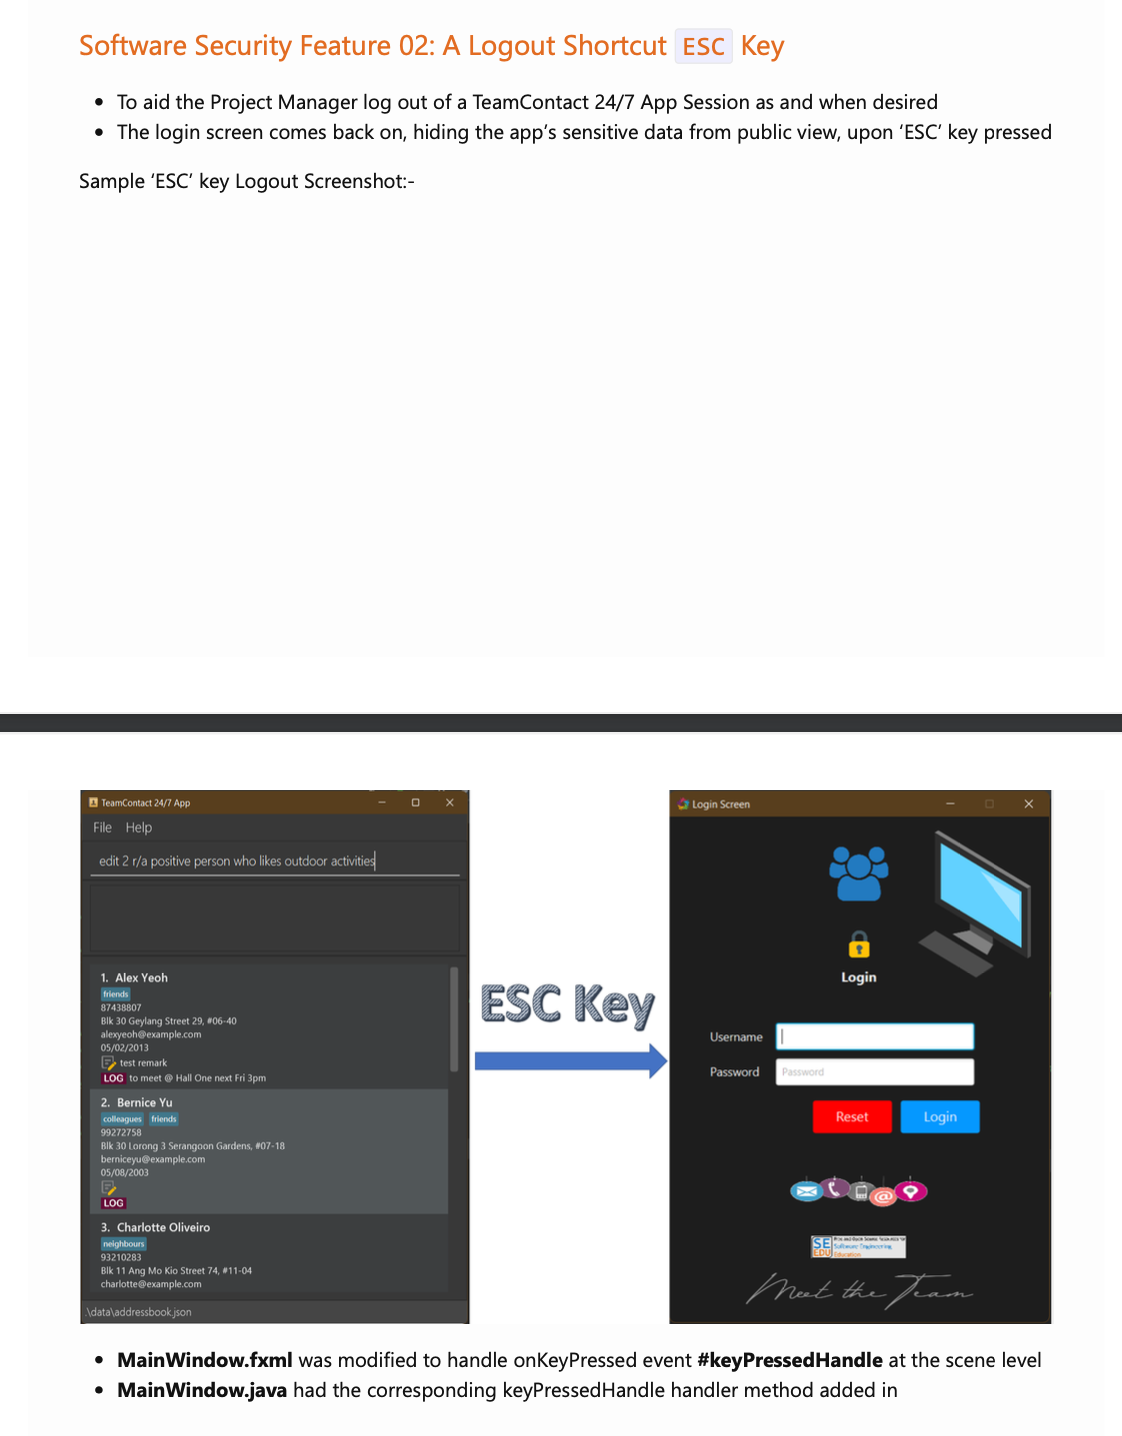 Software Security Feature 02: A Logout Shortcut ESC Key
To aid the Project Manager log out of a TeamContact 24/7 App Session as and when desired
The login screen comes back on, hiding the app's sensitive data from public view, upon 'ESC' key pressed
Sample 'ESC' key Logout Screenshot:-
TeamContact 24/7 App
File Help
edit 2 r/a positive person who likes outdoor activities
1. Alex Yeoh
friends
87438807
Blk 30 Geylang Street 29, #06-40
alexyeoh@example.com
05/02/2013
test remark
LOG to meet @ Hall One next Fri 3pm
2. Bernice Yu
colleagues friends
99272758
Blk 30 Lorong 3 Serangoon Gardens, #07-18
berniceyu@example.com
05/08/2003
LOG
3. Charlotte Oliveiro
neighbours
93210283
Blk 11 Ang Mo Kio Street 74, #11-04
charlotte@example.com
.\data\addressbook.json
ESC Key
Login Screen
Login
Username
Password Password
Reset Login
SE
EDU
Software Engineering
Education
Meet the Team
MainWindow.fxml was modified to handle onKeyPressed event #keyPressedHandle at the scene level
MainWindow.java had the corresponding keyPressedHandle handler method added in